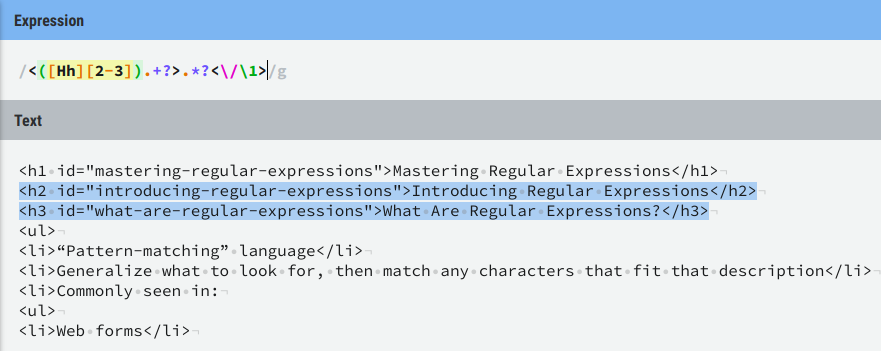 Expression
/<([Hh][2-3]).+?>.*?<\/\1>/g
Text
<h1 id="mastering-regular-expressions">Mastering Regular Expressions</h1>
<h2 id="introducing-regular-expressions">Introducing Regular Expressions</h2>
<h3 id="what-are-regular-expressions">What Are Regular Expressions?</h3>
<ul>
<li>“Pattern-matching” language</li>
<li>Generalize what to look for, then match any characters that fit that description</li>
<li>Commonly seen in:
<ul>
<li>Web forms</li>